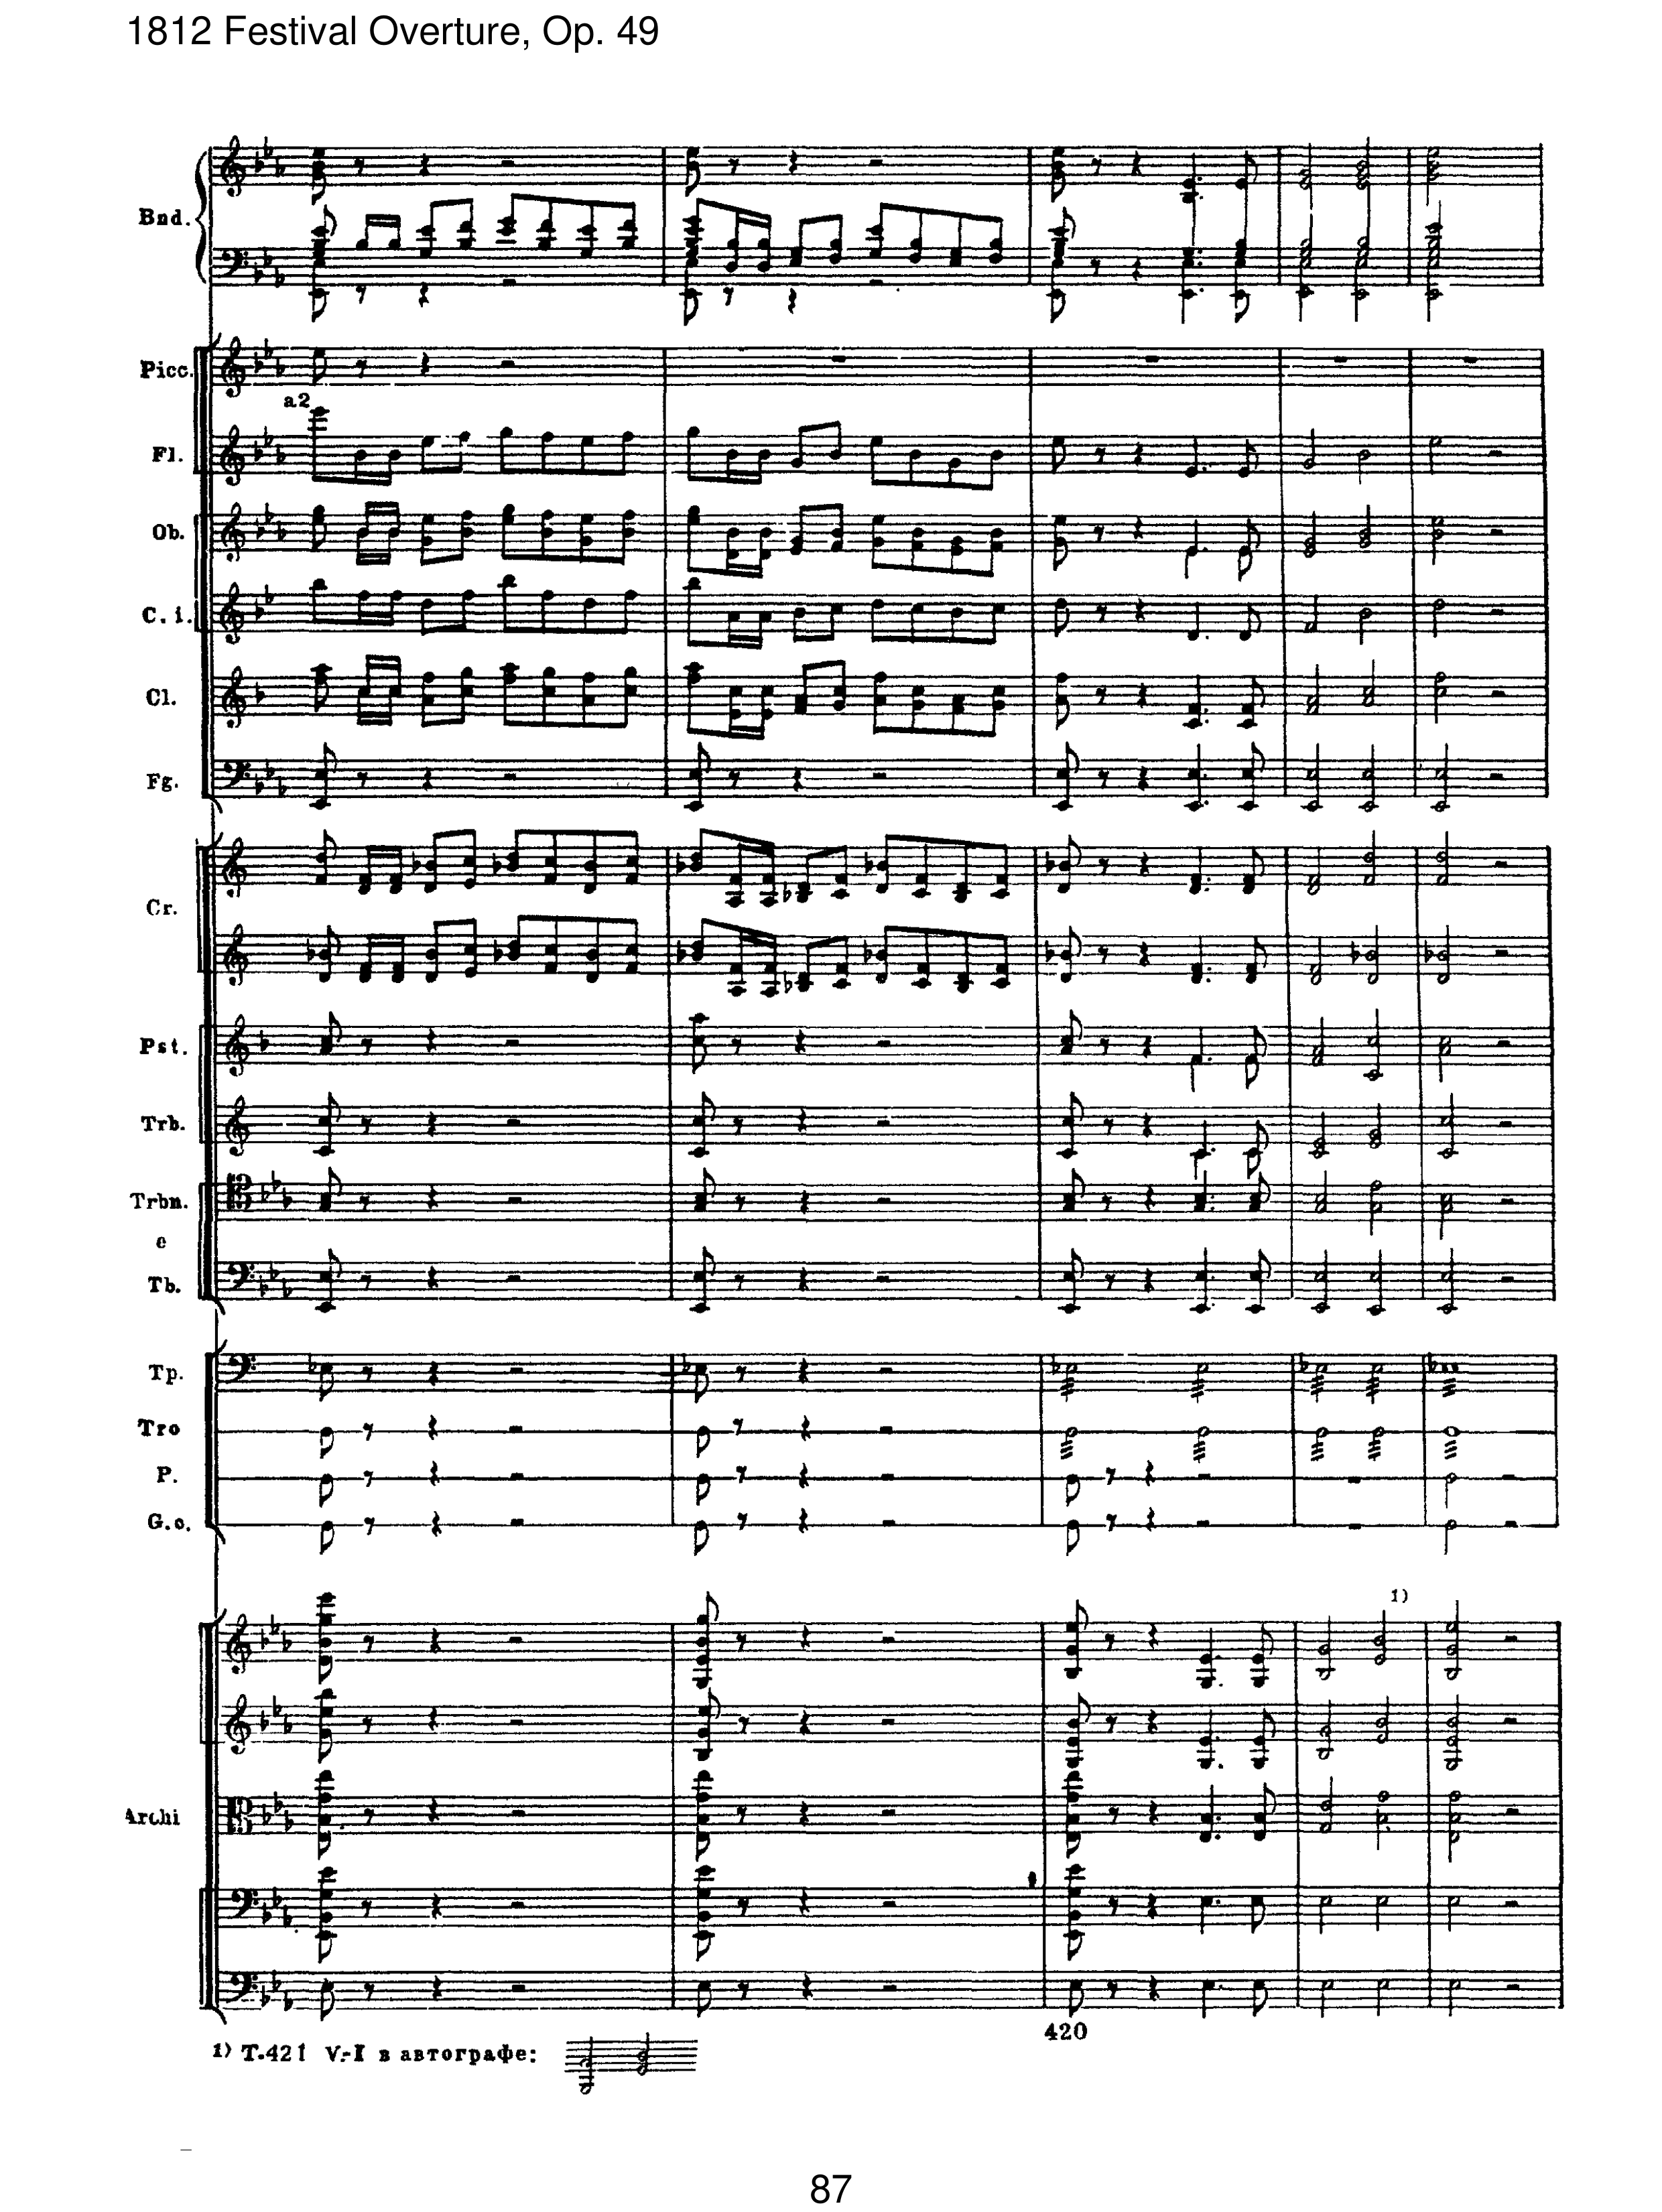 1812 Festival Overture, Op. 49
Bnd.
Picc.
a2
Fl.
Ob.
C. i.
Cl.
Fg.
Cr.
Pst.
Trb.
Trbn.
e
Tb.
Tp.
Tro
P.
G.c.
1)
Archi
420
1) Т.421 V.-I в автографе:
87